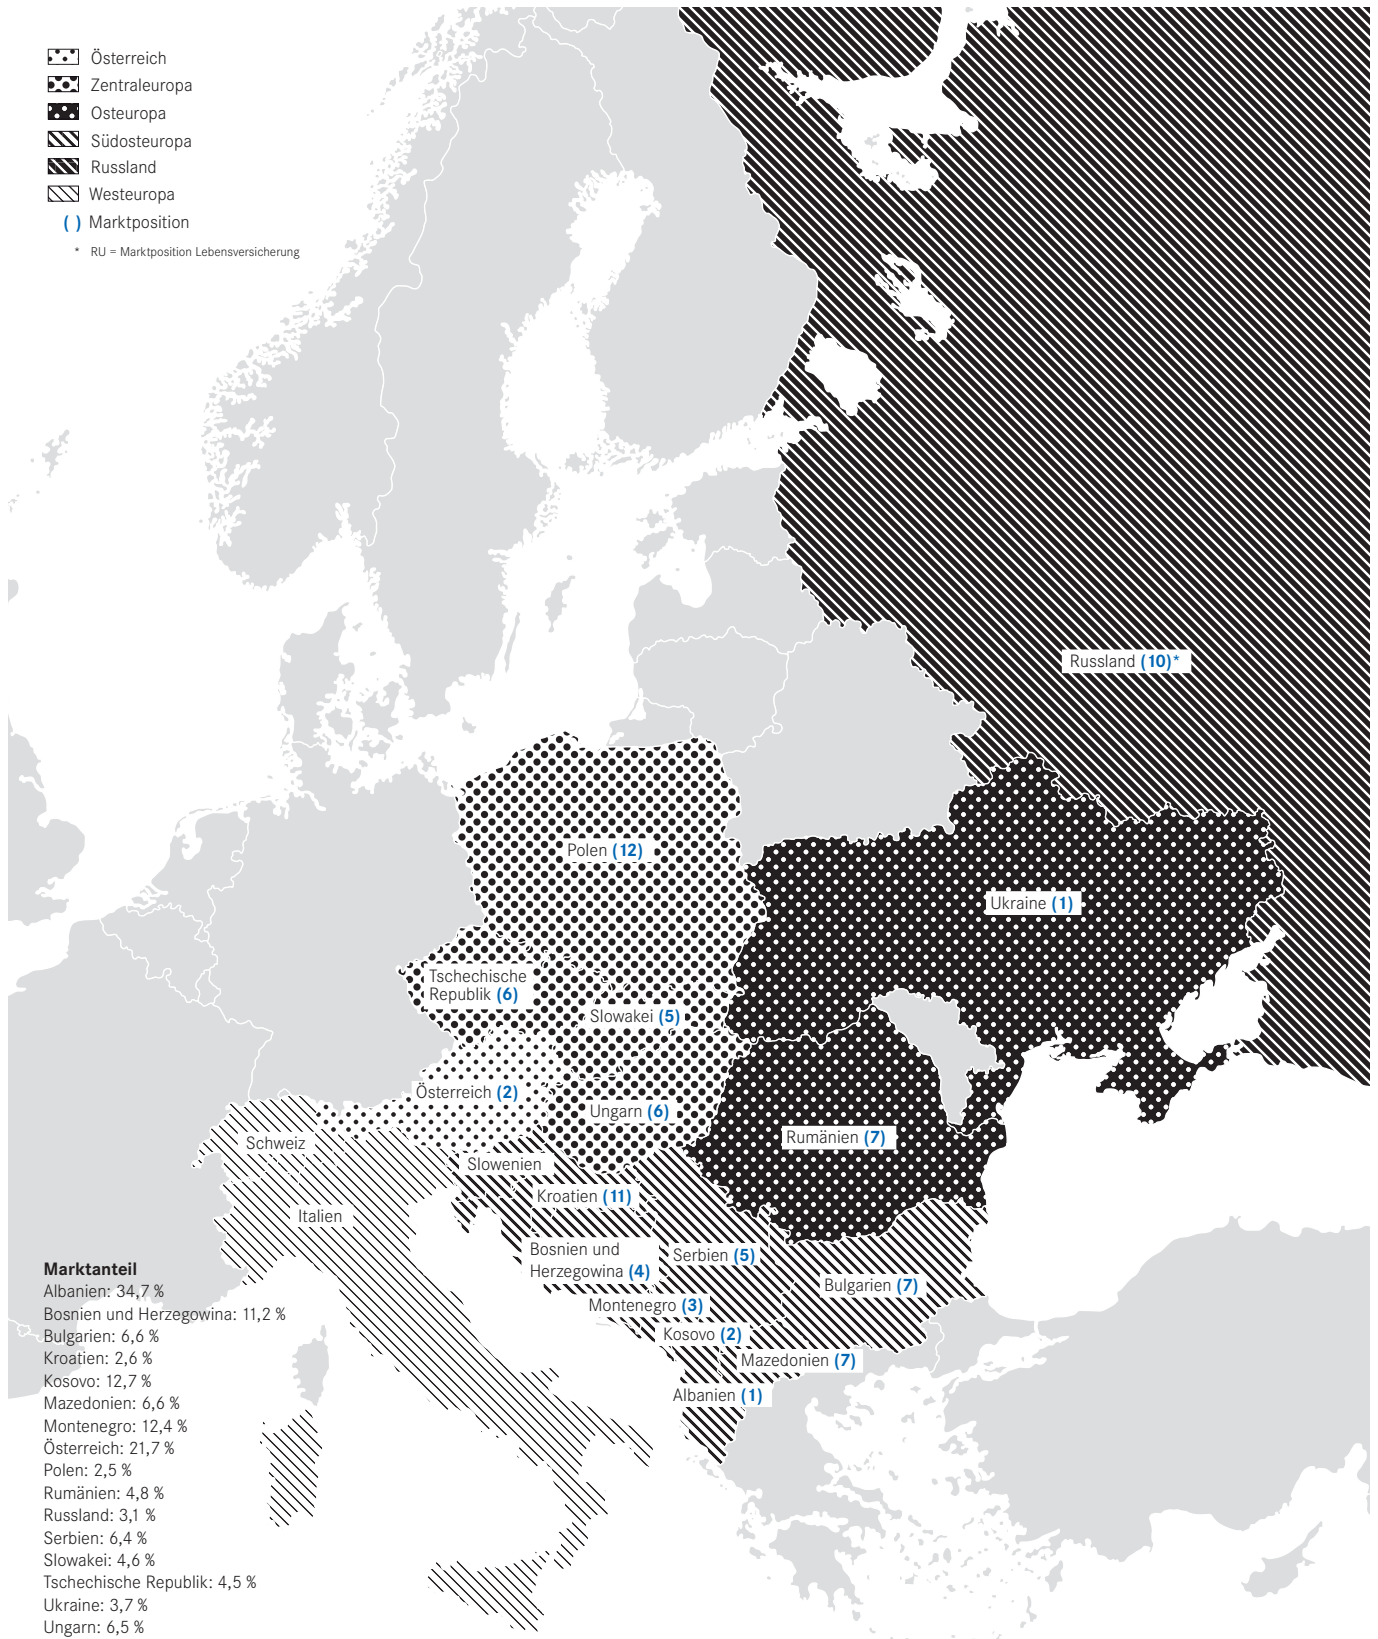 Österreich
Zentraleuropa
Osteuropa
Südosteuropa
Russland
Westeuropa
( ) Marktposition
* RU = Marktposition Lebensversicherung
Russland (10)*
Polen (12)
Ukraine (1)
Tschechische
Republik (6)
Slowakei (5)
Österreich (2)
Ungarn (6)
Rumänien (7)
Schweiz
Slowenien
Kroatien (11)
Italien
Bosnien und
Herzegowina (4)
Serbien (5)
Bulgarien (7)
Montenegro (3)
Kosovo (2)
Mazedonien (7)
Albanien (1)
Marktanteil
Albanien: 34,7 %
Bosnien und Herzegowina: 11,2 %
Bulgarien: 6,6 %
Kroatien: 2,6 %
Kosovo: 12,7 %
Mazedonien: 6,6 %
Montenegro: 12,4 %
Österreich: 21,7 %
Polen: 2,5 %
Rumänien: 4,8 %
Russland: 3,1 %
Serbien: 6,4 %
Slowakei: 4,6 %
Tschechische Republik: 4,5 %
Ukraine: 3,7 %
Ungarn: 6,5 %